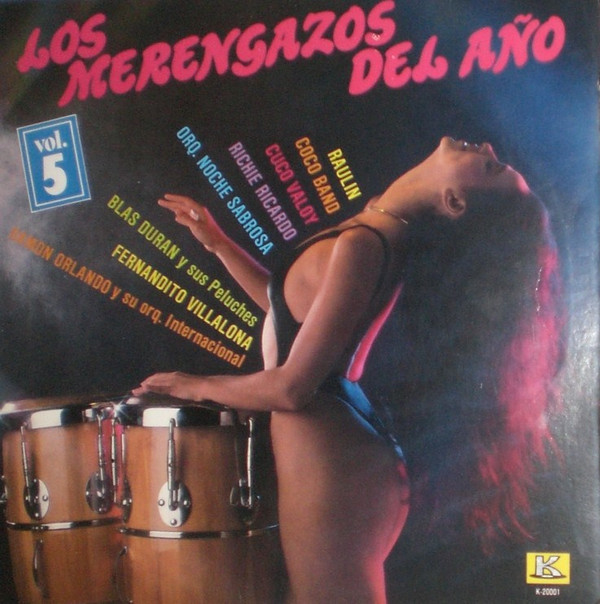 LOS
MERENGAZOS
DEL AÑO
vol.
5
RAULIN
COCO BAND
CUCO VALOY
RICHIE RICARDO
ORQ. NOCHE SABROSA
BLAS DURAN y sus Peluches
FERNANDITO VILLALONA
RAMON ORLANDO y su orq. Internacional
K
K-20001